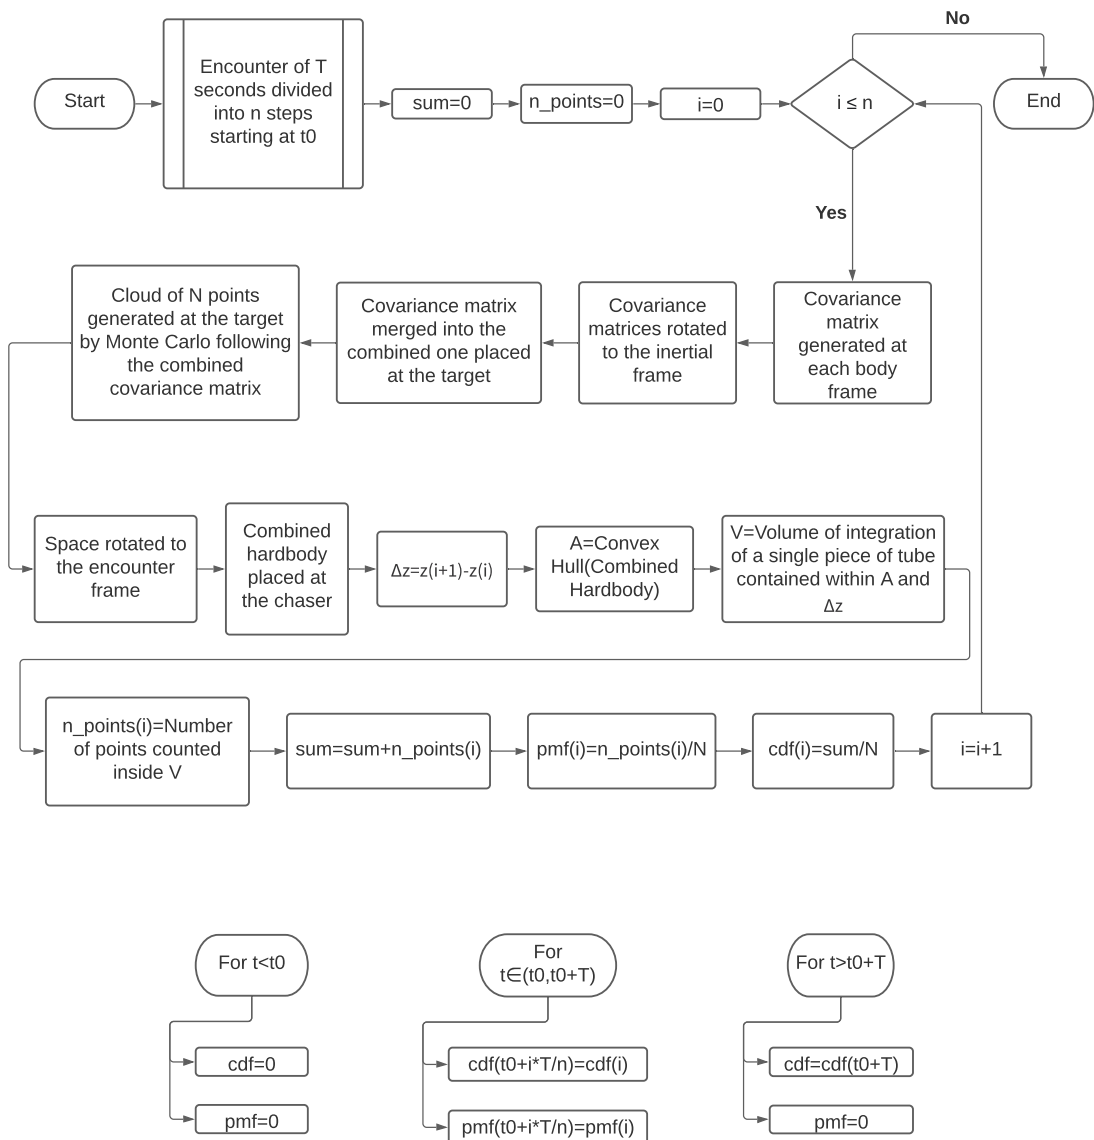 No
Start
Encounter of T
seconds divided
into n steps
starting at t0
sum=0
n_points=0
i=0
i ≤ n
End
Yes
Cloud of N points
generated at the target
by Monte Carlo following
the combined
covariance matrix
Covariance matrix
merged into the
combined one placed
at the target
Covariance
matrices rotated
to the inertial
frame
Covariance
matrix
generated at
each body
frame
Space rotated to
the encounter
frame
Combined
hardbody
placed at
the chaser
Δz=z(i+1)-z(i)
A=Convex
Hull(Combined
Hardbody)
V=Volume of integration
of a single piece of tube
contained within A and
Δz
n_points(i)=Number
of points counted
inside V
sum=sum+n_points(i)
pmf(i)=n_points(i)/N
cdf(i)=sum/N
i=i+1
For t<t0
cdf=0
pmf=0
For
t∈(t0,t0+T)
cdf(t0+i*T/n)=cdf(i)
pmf(t0+i*T/n)=pmf(i)
For t>t0+T
cdf=cdf(t0+T)
pmf=0